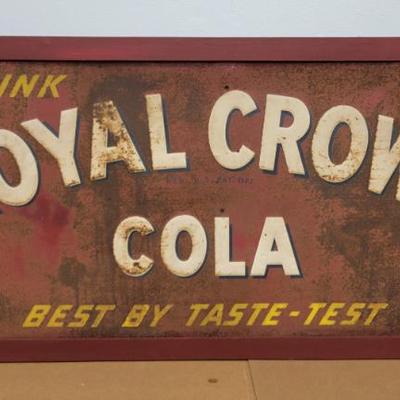 INK
OYAL CROW
COLA
BEST BY TASTE-TEST